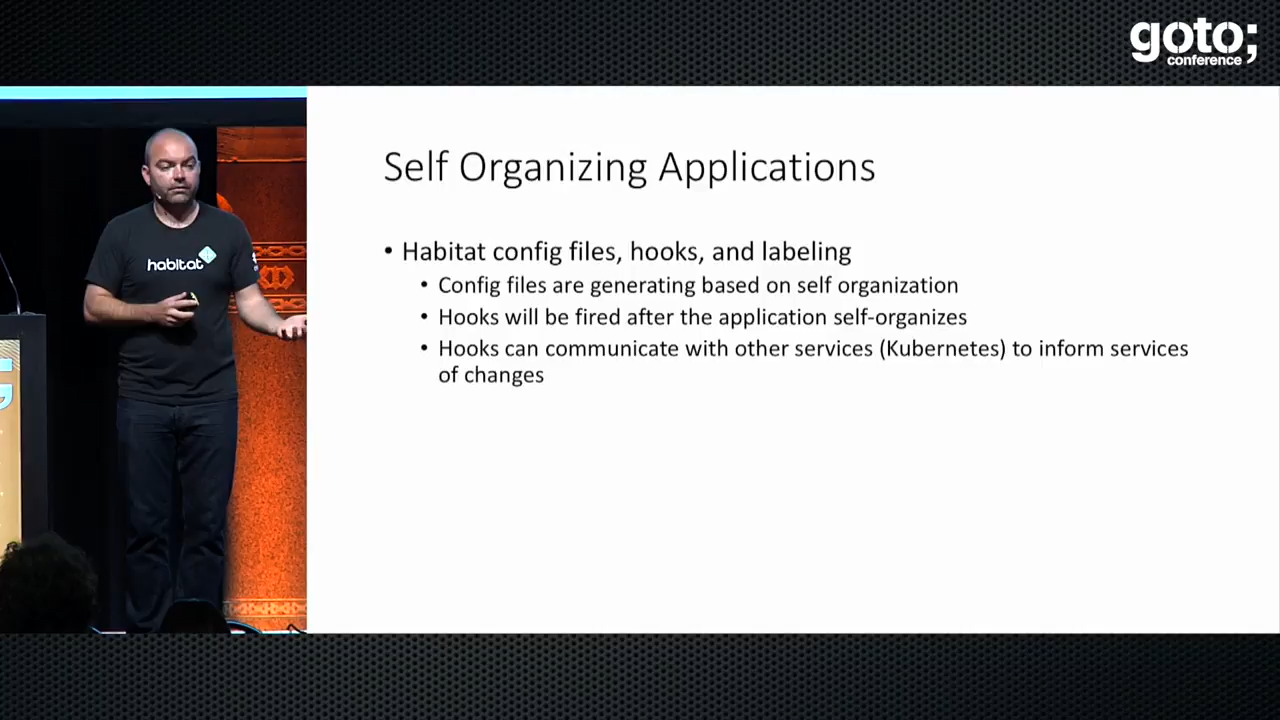 goto;
conference
Self Organizing Applications
• Habitat config files, hooks, and labeling
• Config files are generating based on self organization
• Hooks will be fired after the application self-organizes
• Hooks can communicate with other services (Kubernetes) to inform services
of changes
habitat